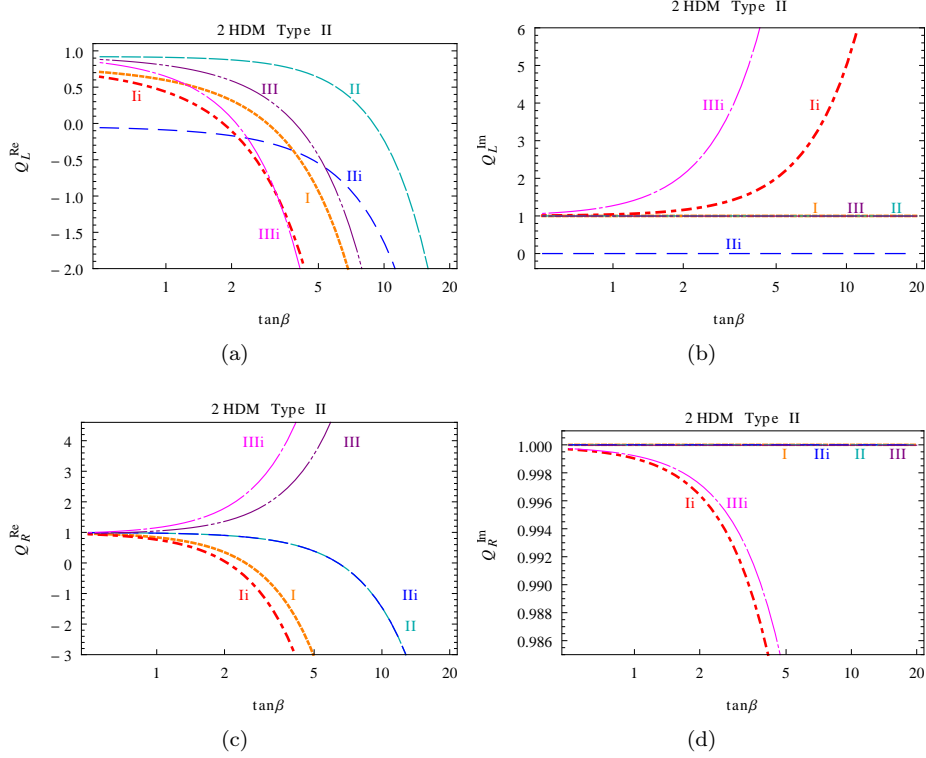 2 HDM Type II
Q_L^Re
1.0
0.5
0.0
−0.5
−1.0
−1.5
−2.0
Ii
III
II
IIi
I
IIIi
1 2 5 10 20
tanβ
(a)
2 HDM Type II
Q_L^Im
6
5
4
3
2
1
0
IIIi
Ii
I III II
IIi
1 2 5 10 20
tanβ
(b)
2 HDM Type II
Q_R^Re
4
3
2
1
0
−1
−2
−3
IIIi III
Ii I IIi
II
1 2 5 10 20
tanβ
(c)
2 HDM Type II
Q_R^Im
1.000
0.998
0.996
0.994
0.992
0.990
0.988
0.986
I IIi II III
Ii IIIi
1 2 5 10 20
tanβ
(d)